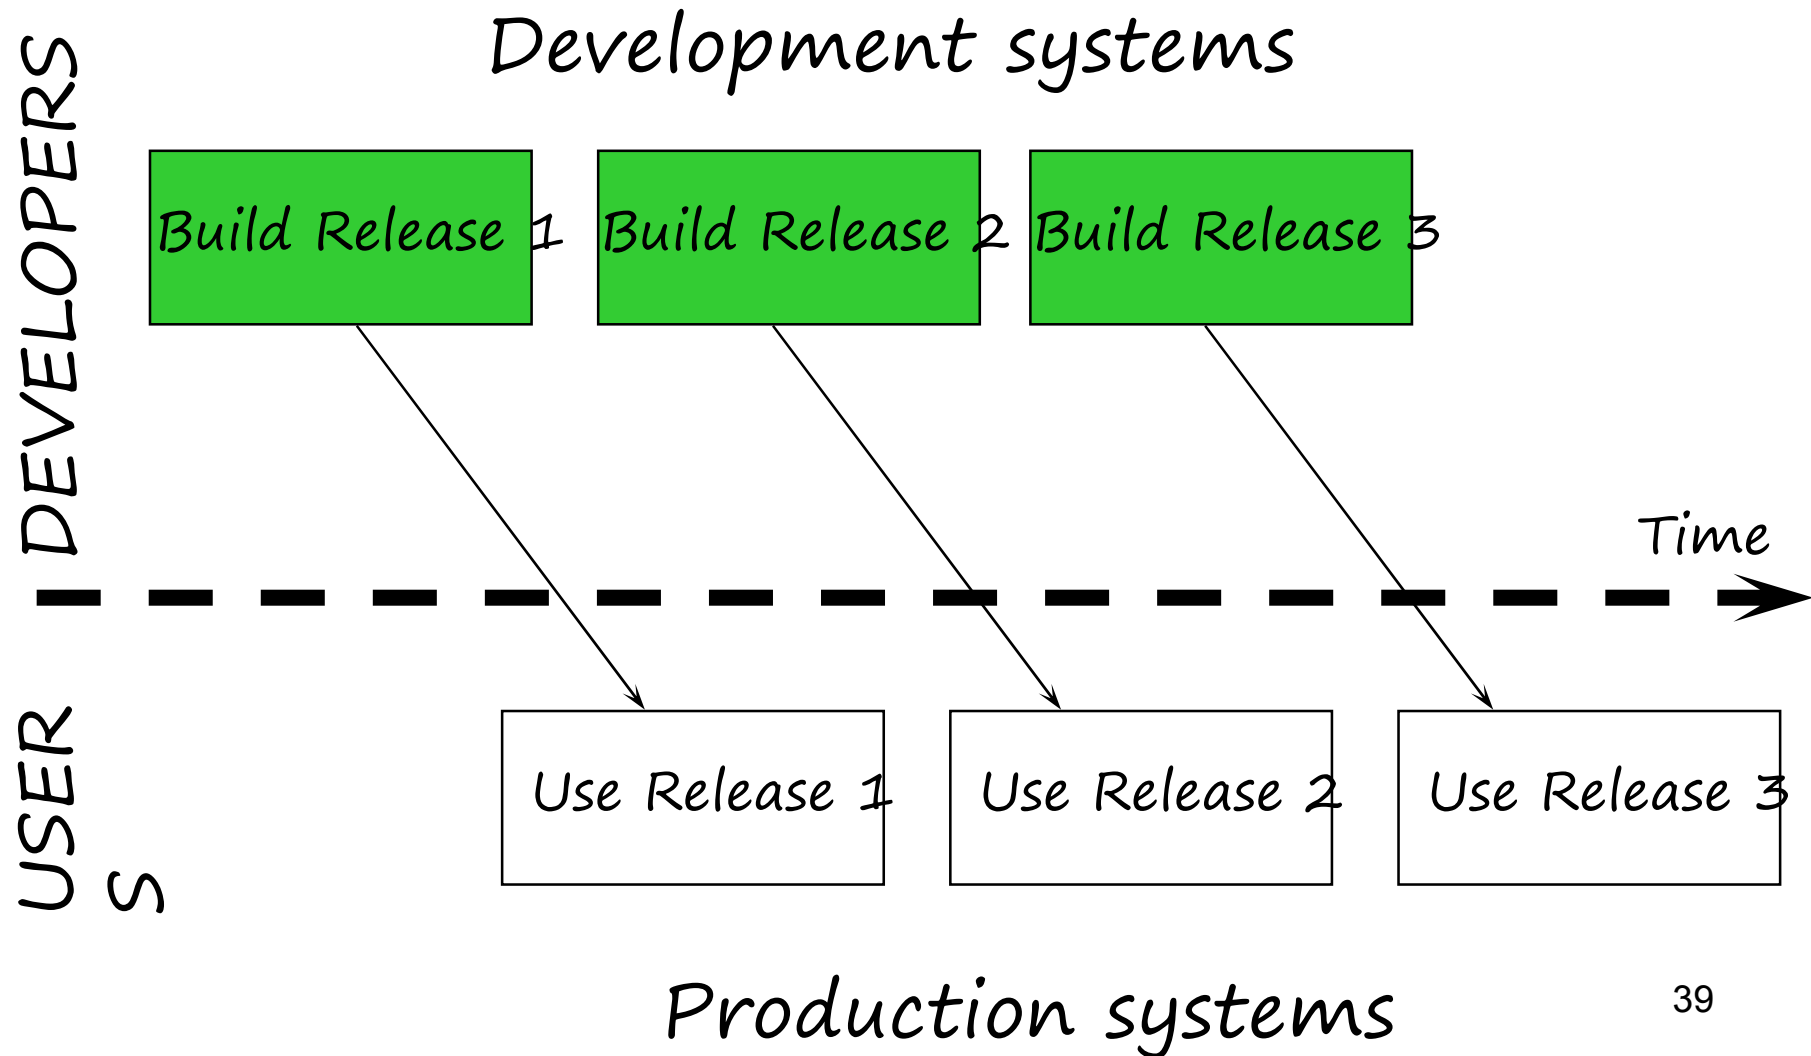 Development systems
DEVELOPERS
Build Release 1
Build Release 2
Build Release 3
Time
USER
S
Use Release 1
Use Release 2
Use Release 3
Production systems
39